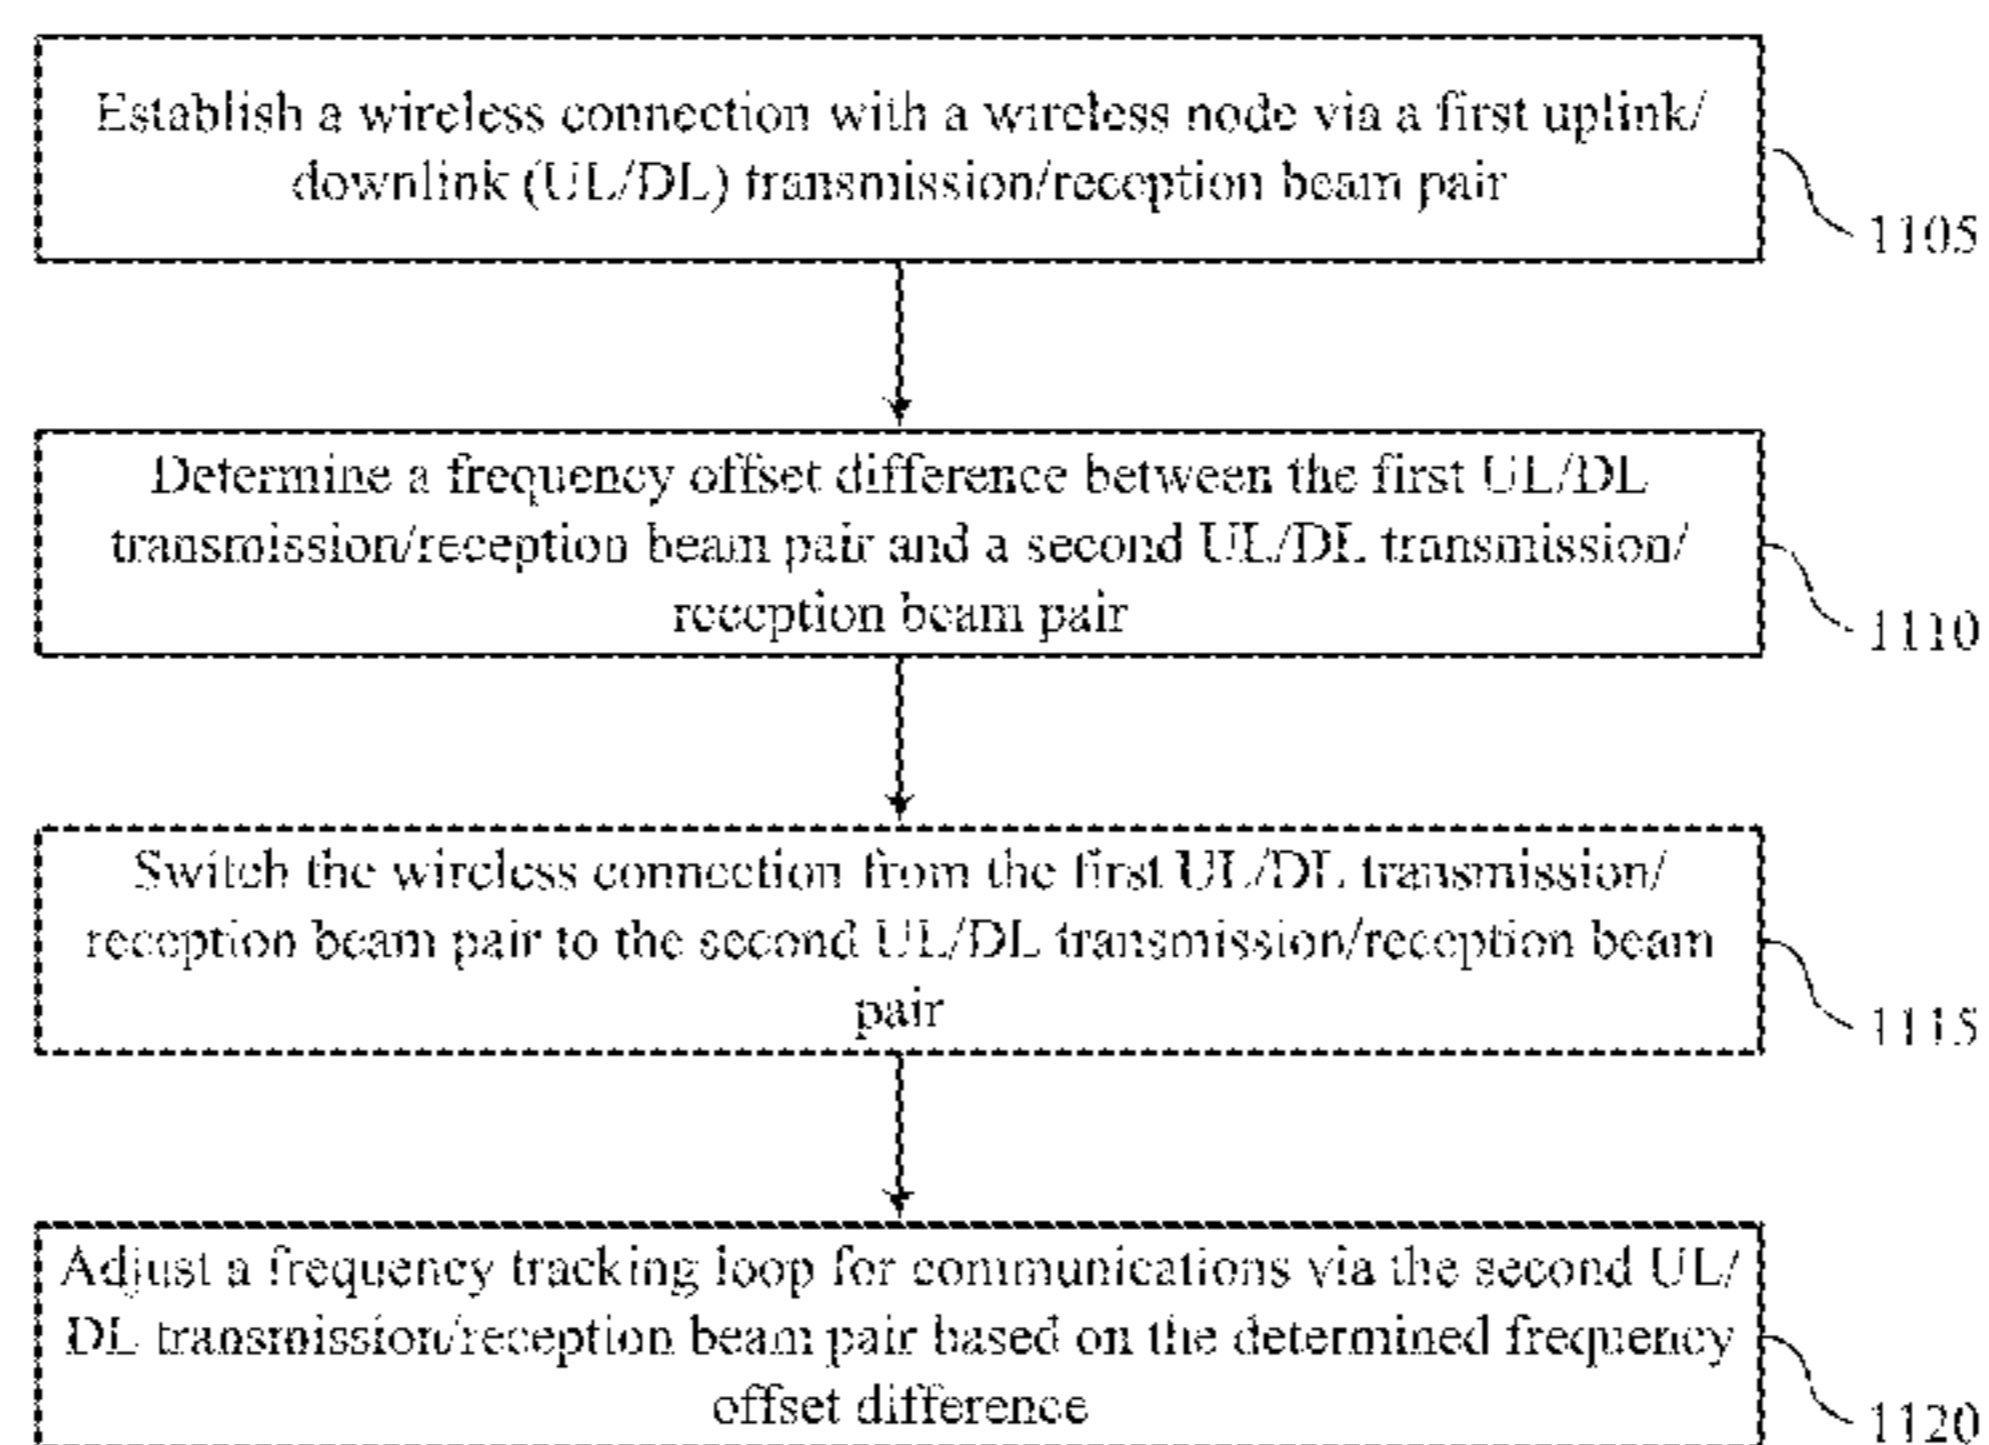 Establish a wireless connection with a wireless node via a first uplink/
downlink (UL/DL) transmission/reception beam pair
1105
Determine a frequency offset difference between the first UL/DL
transmission/reception beam pair and a second UL/DL transmission/
reception beam pair
1110
Switch the wireless connection from the first UL/DL transmission/
reception beam pair to the second UL/DL transmission/reception beam
pair
1115
Adjust a frequency tracking loop for communications via the second UL/
DL transmission/reception beam pair based on the determined frequency
offset difference
1120